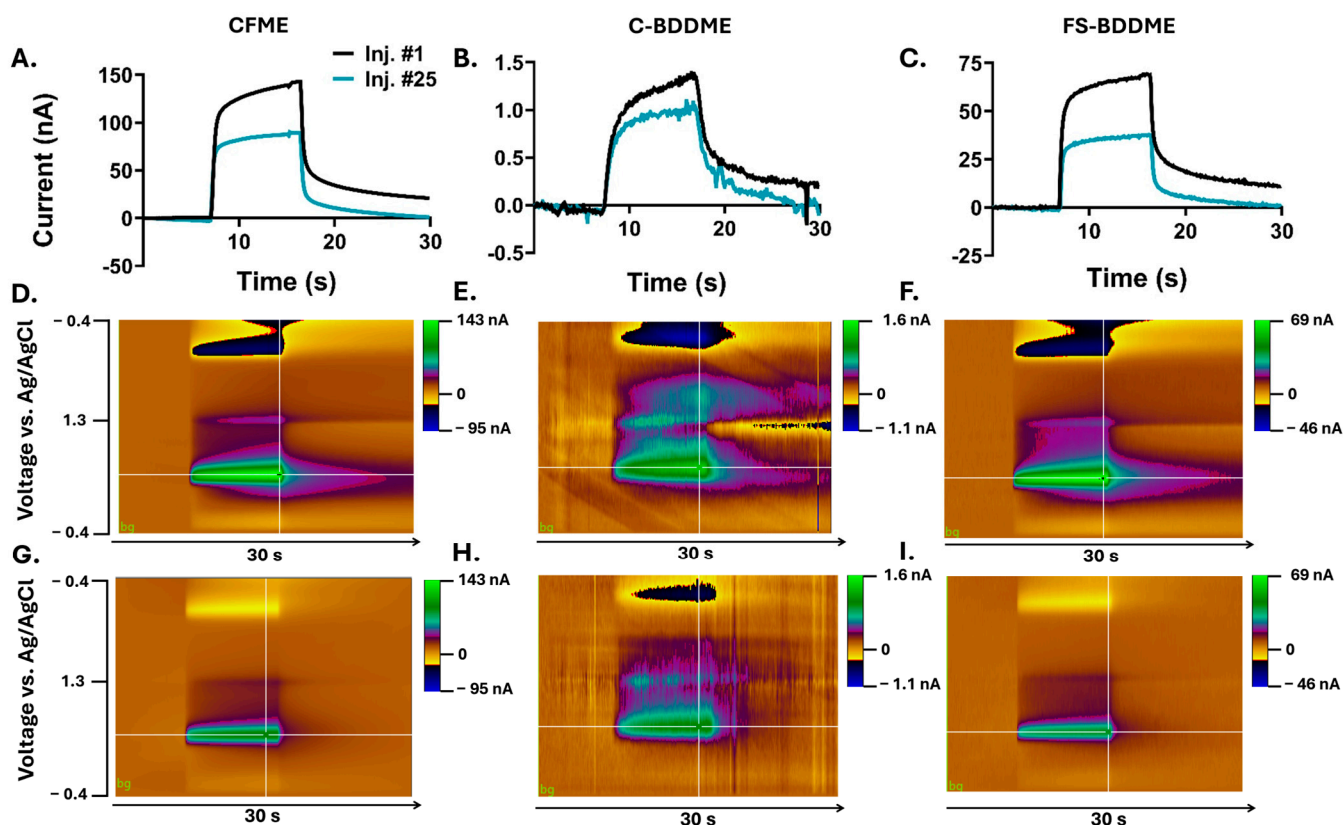 CFME
C-BDDME
FS-BDDME
A.
B.
C.
Inj. #1
Inj. #25
Current (nA)
150
100
50
0
-50
10
20
30
1.5
1.0
0.5
0.0
-0.5
10
20
30
75
50
25
0
-25
10
20
30
Time (s)
Time (s)
Time (s)
D.
E.
F.
Voltage vs. Ag/AgCl
- 0.4
1.3
- 0.4
143 nA
0
- 95 nA
1.6 nA
0
- 1.1 nA
69 nA
0
- 46 nA
bg
bg
bg
30 s
30 s
30 s
G.
H.
I.
Voltage vs. Ag/AgCl
- 0.4
1.3
- 0.4
143 nA
0
- 95 nA
1.6 nA
0
- 1.1 nA
69 nA
0
- 46 nA
bg
bg
bg
30 s
30 s
30 s